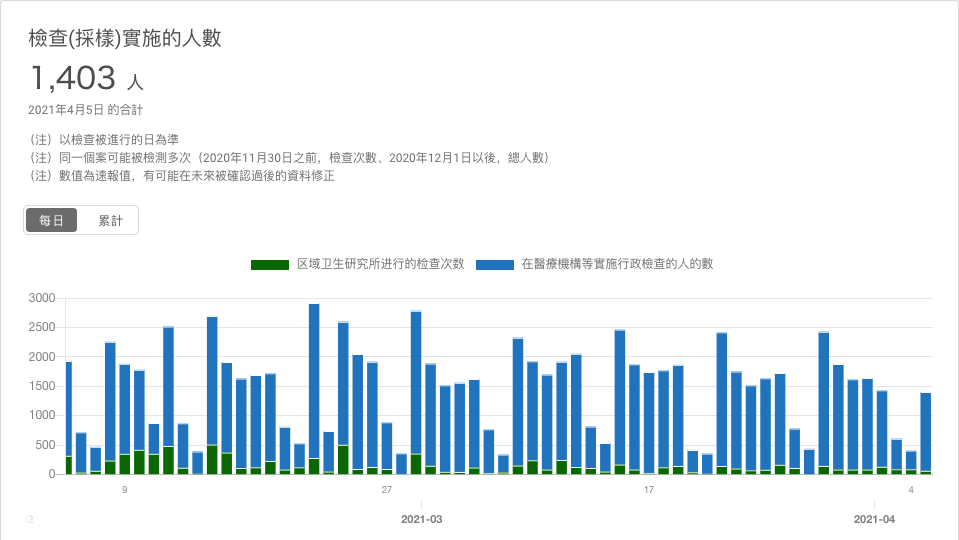 檢查(採樣)實施的人數
1,403 人
2021年4月5日 的合計
（注）以檢查被進行的日為準
（注）同一個案可能被檢測多次（2020年11月30日之前，檢查次數、2020年12月1日以後，總人數）
（注）數值為速報值，有可能在未來被確認過後的資料修正
每日 累計
区域卫生研究所进行的检查次数 在醫療機構等實施行政檢查的人的數
3000
2500
2000
1500
1000
500
0
9 27 17 4
2 2021-03 2021-04